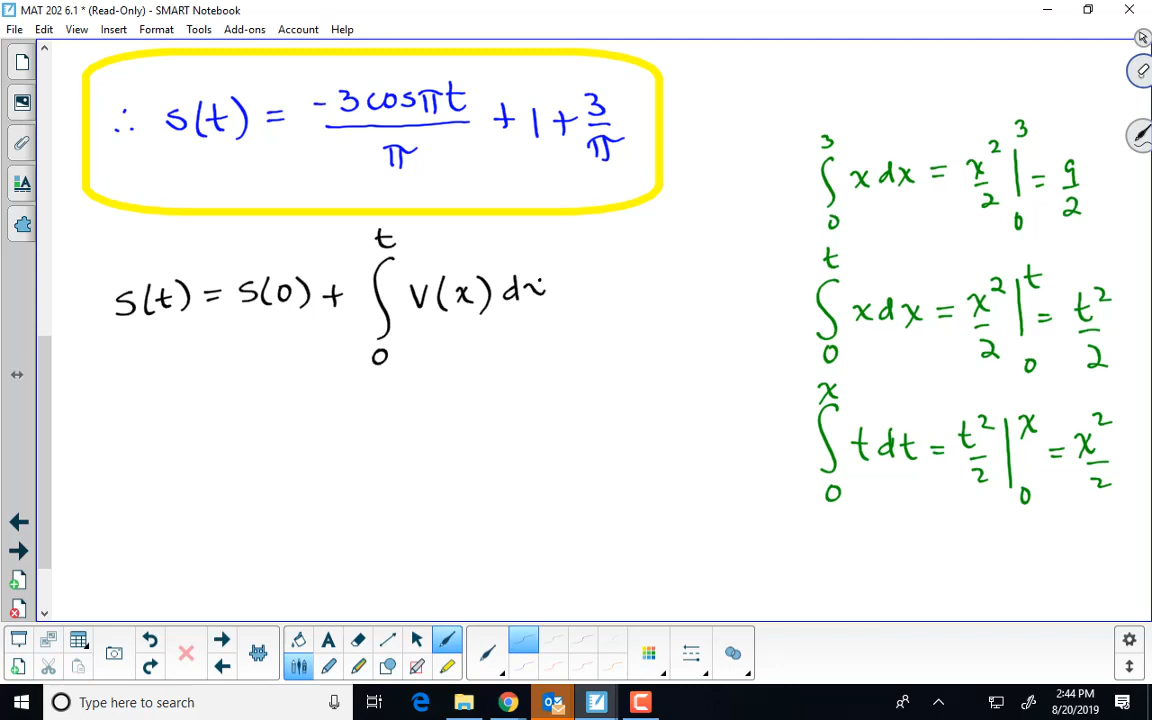 MAT 202 6.1 * (Read-Only) - SMART Notebook
File Edit View Insert Format Tools Add-ons Account Help
∴ s(t) = -3cosπt/π + 1 + 3/π
s(t) = s(0) + ∫₀ᵗ v(x) dx
∫₀³ x dx = x²/2 |₀³ = 9/2
∫₀ᵗ x dx = x²/2 |₀ᵗ = t²/2
∫₀ˣ t dt = t²/2 |₀ˣ = x²/2
Type here to search
2:44 PM
8/20/2019